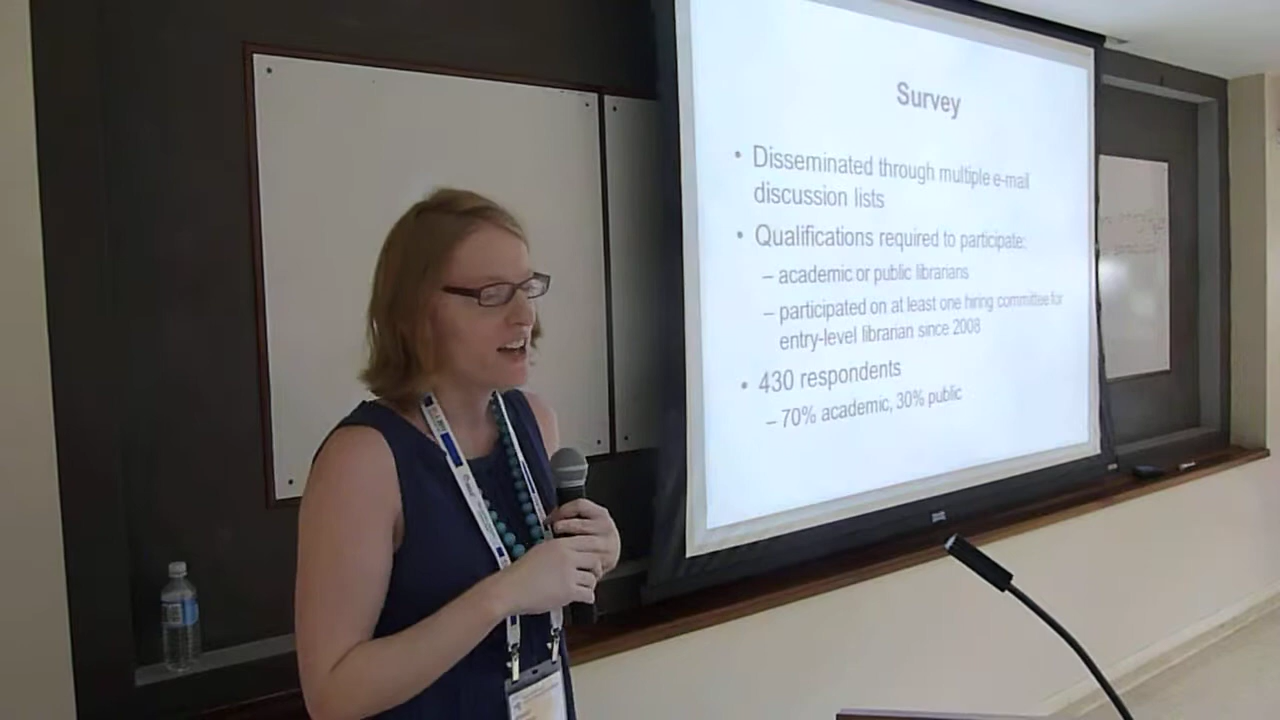 Survey
• Disseminated through multiple e-mail
discussion lists
• Qualifications required to participate:
– academic or public librarians
– participated on at least one hiring committee for
entry-level librarian since 2008
• 430 respondents
– 70% academic, 30% public